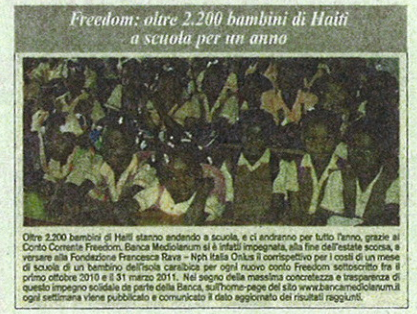 Freedom: oltre 2.200 bambini di Haiti
a scuola per un anno
Oltre 2.200 bambini di Haiti stanno andando a scuola, e ci andranno per tutto l'anno, grazie al
Conto Corrente Freedom. Banca Mediolanum si è infatti impegnata, alla fine dell'estate scorsa, a
versare alla Fondazione Francesca Rava – Nph Italia Onlus il corrispettivo per i costi di un mese
di scuola di un bambino dell'isola caraibica per ogni nuovo conto Freedom sottoscritto fra il
primo ottobre 2010 e il 31 marzo 2011. Nel segno della massima concretezza e trasparenza di
questo impegno solidale da parte della Banca, sull'home-page del sito www.bancamediolanum.it
ogni settimana viene pubblicato e comunicato il dato aggiornato dei risultati raggiunti.